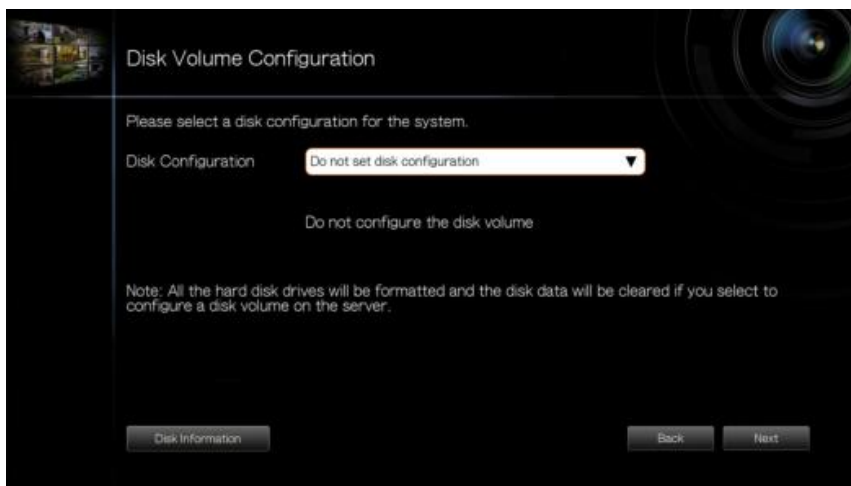 Disk Volume Configuration
Please select a disk configuration for the system.
Disk Configuration
Do not set disk configuration
Do not configure the disk volume
Note: All the hard disk drives will be formatted and the disk data will be cleared if you select to
configure a disk volume on the server.
Disk Information
Back
Next